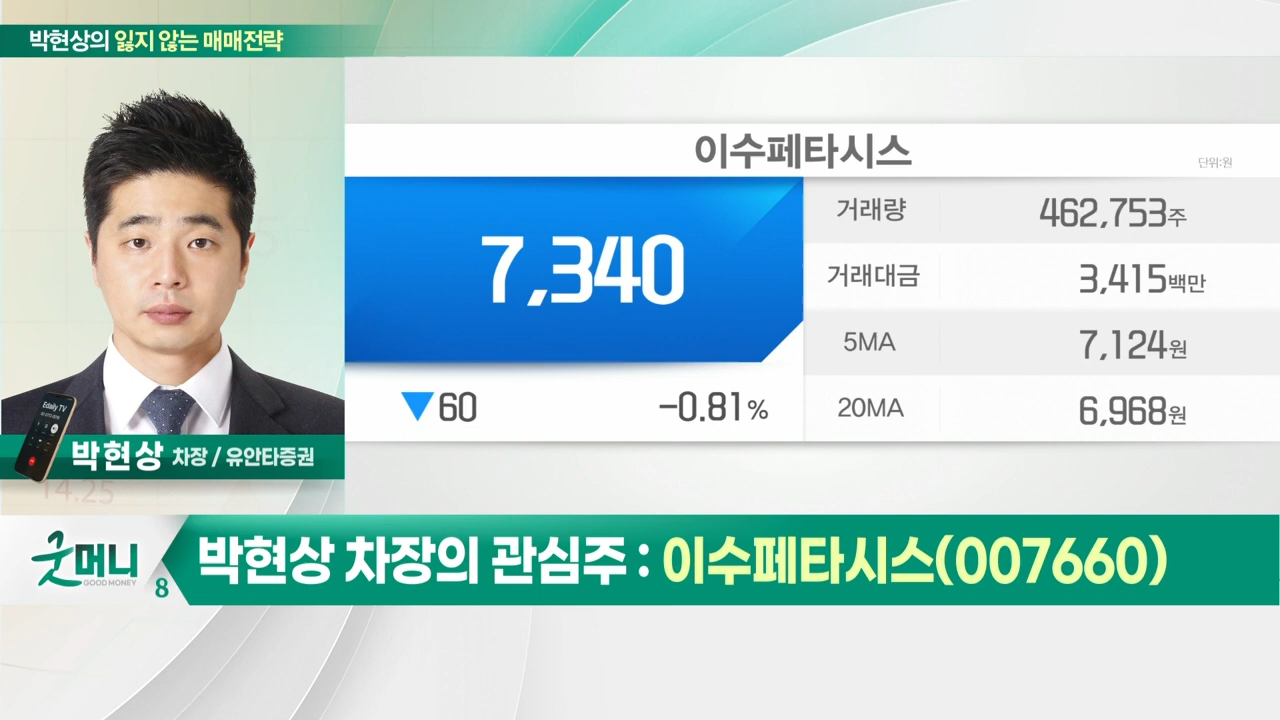 박현상의 잃지 않는 매매전략
이수페타시스
단위:원
7,340
▼60 -0.81%
거래량 462,753주
거래대금 3,415백만
5MA 7,124원
20MA 6,968원
Edaily TV
박현상 차장 / 유안타증권
14.25
굿머니
GOOD MONEY
8
박현상 차장의 관심주 : 이수페타시스(007660)